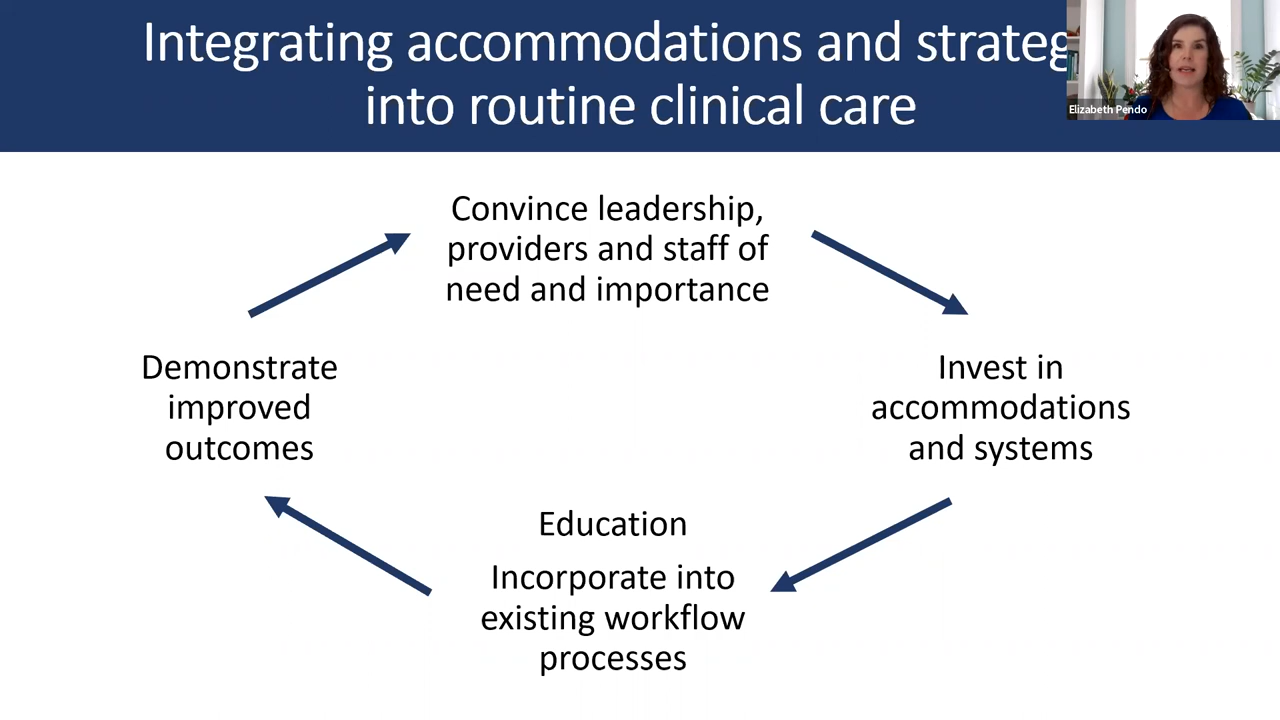 Integrating accommodations and strateg
into routine clinical care
Elizabeth Pendo
Convince leadership,
providers and staff of
need and importance
Demonstrate
improved
outcomes
Invest in
accommodations
and systems
Education
Incorporate into
existing workflow
processes